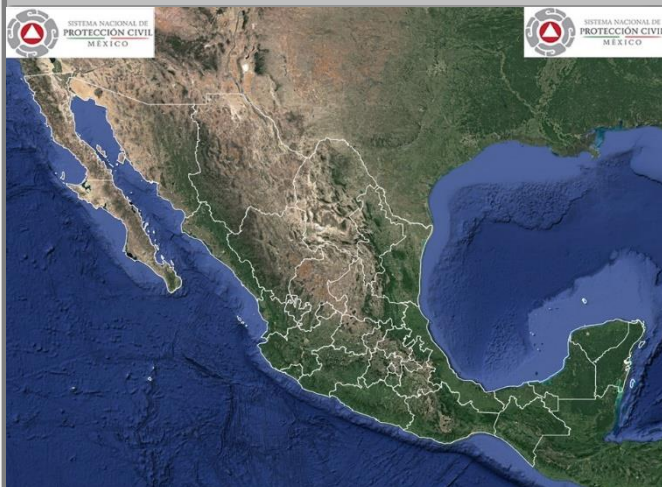 SISTEMA NACIONAL DE
PROTECCIÓN CIVIL
MÉXICO
SISTEMA NACIONAL DE
PROTECCIÓN CIVIL
MÉXICO